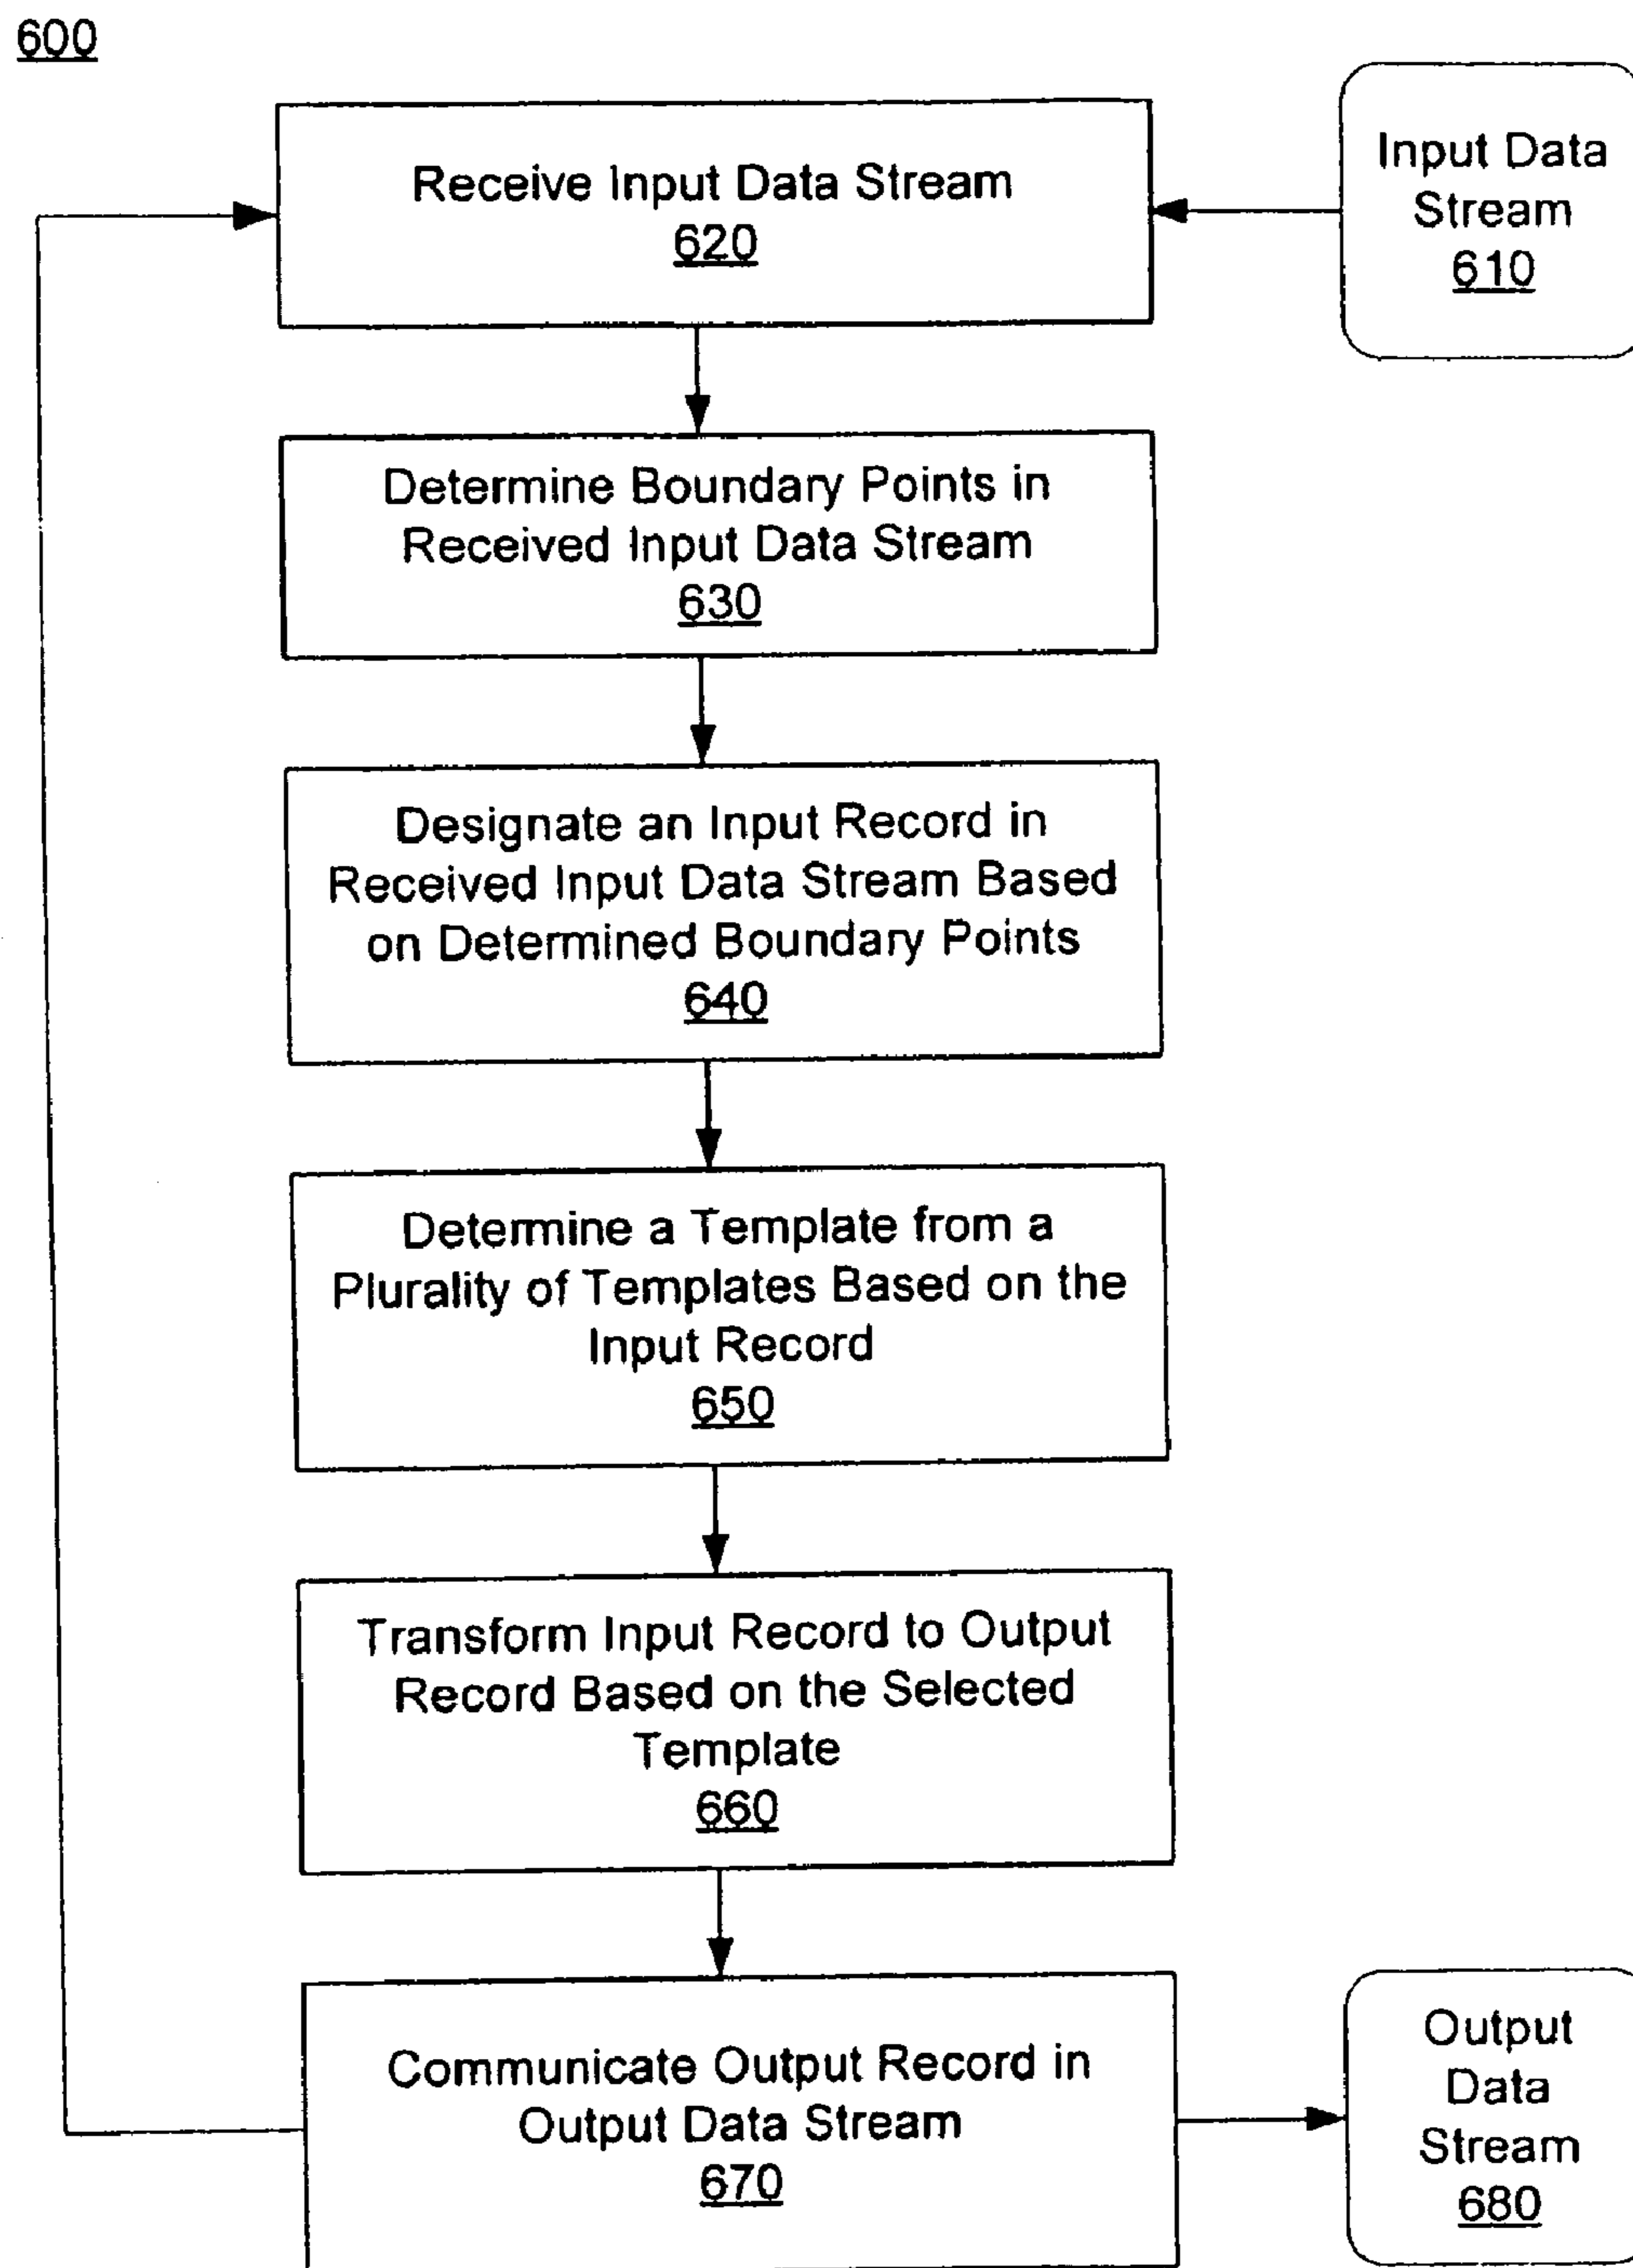 600
Receive Input Data Stream
620
Input Data
Stream
610
Determine Boundary Points in
Received Input Data Stream
630
Designate an Input Record in
Received Input Data Stream Based
on Determined Boundary Points
640
Determine a Template from a
Plurality of Templates Based on the
Input Record
650
Transform Input Record to Output
Record Based on the Selected
Template
660
Communicate Output Record in
Output Data Stream
670
Output
Data
Stream
680